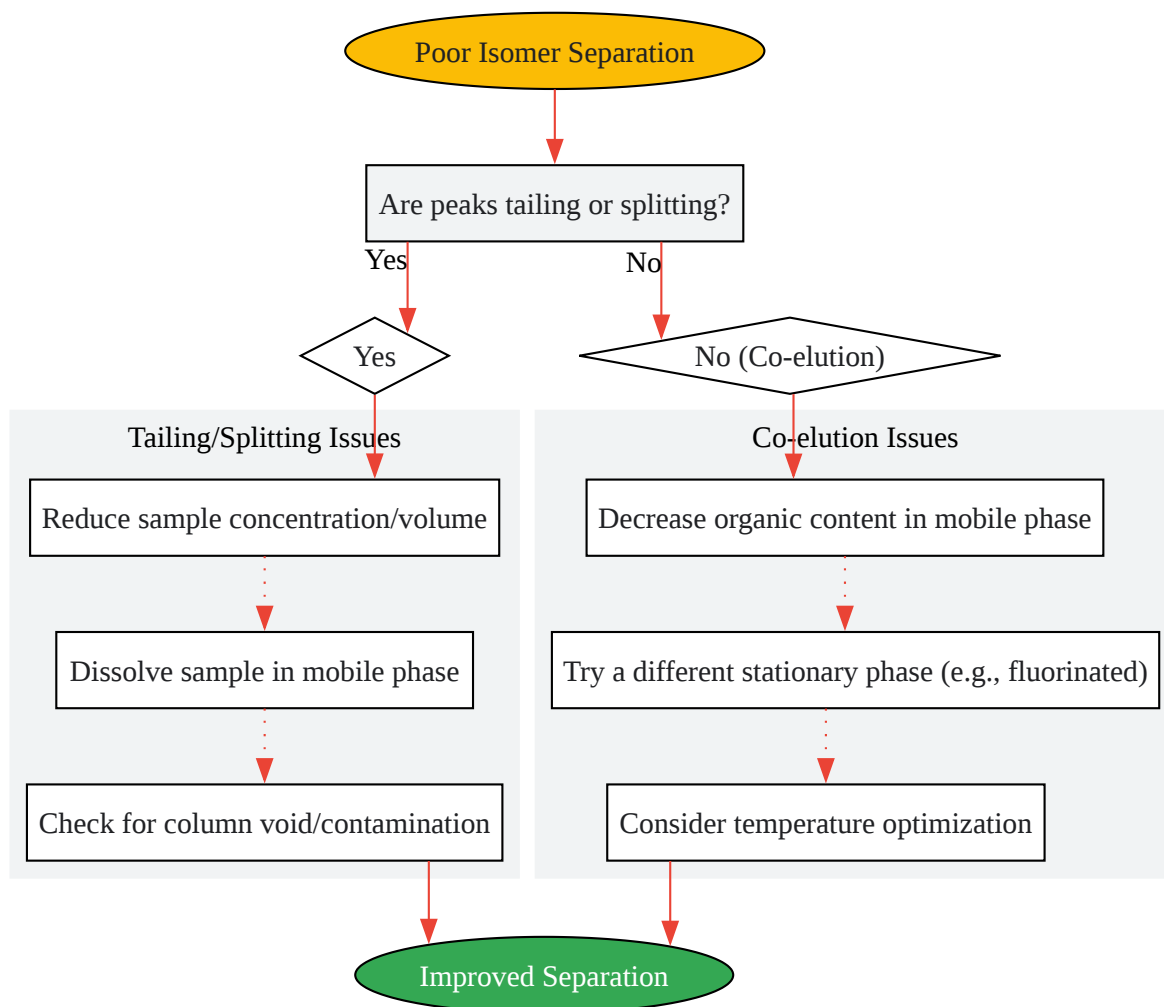 Poor Isomer Separation
Are peaks tailing or splitting?
Yes
No
Yes
No (Co-elution)
Tailing/Splitting Issues
Co-elution Issues
Reduce sample concentration/volume
Decrease organic content in mobile phase
Dissolve sample in mobile phase
Try a different stationary phase (e.g., fluorinated)
Check for column void/contamination
Consider temperature optimization
Improved Separation